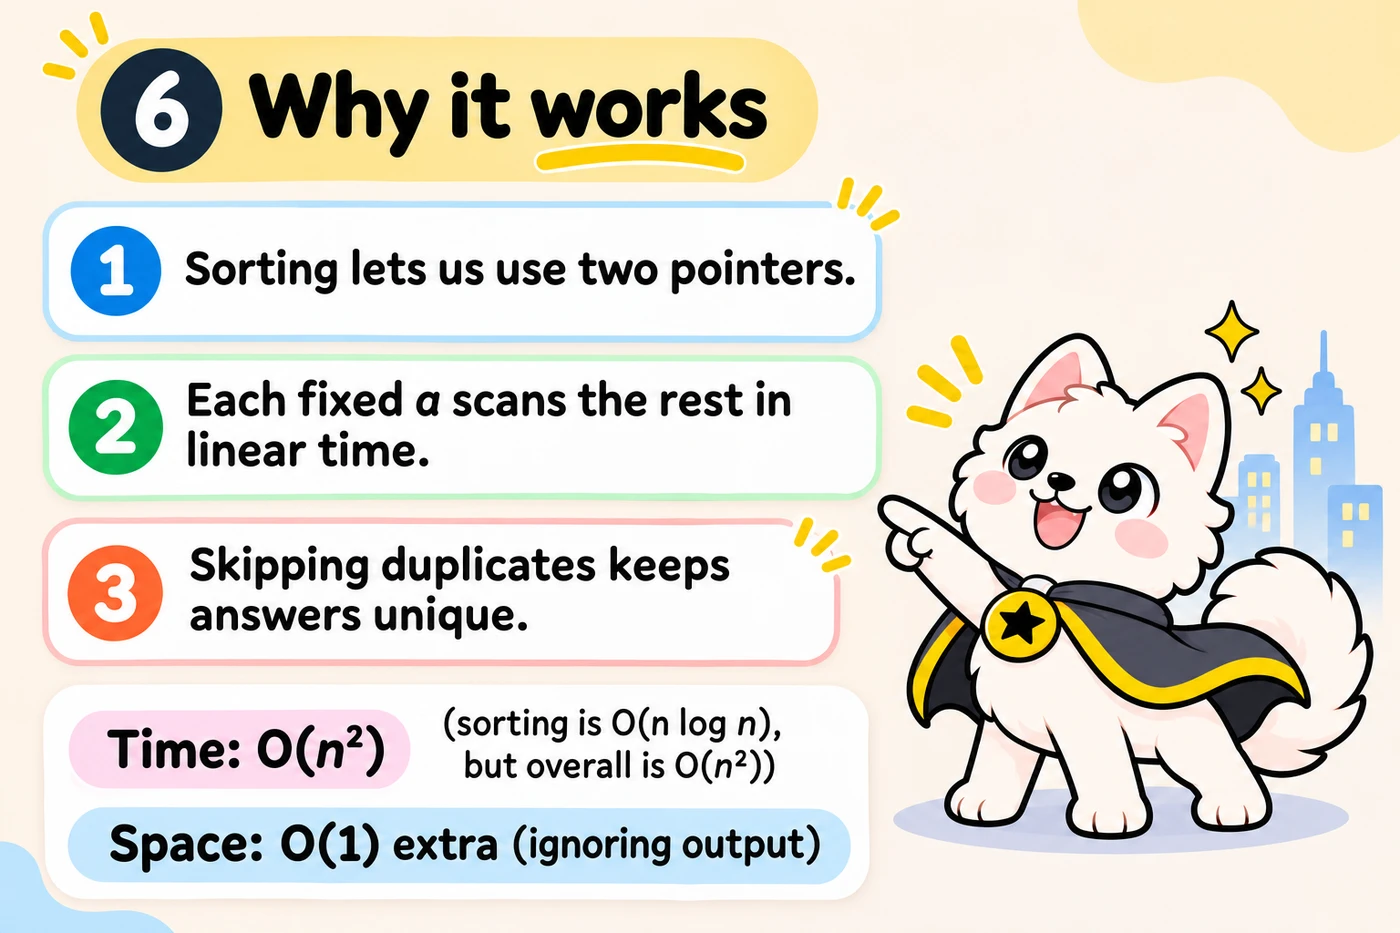 6 Why it works
1 Sorting lets us use two pointers.
2 Each fixed a scans the rest in
linear time.
3 Skipping duplicates keeps
answers unique.
Time: O(n²) (sorting is O(n log n),
but overall is O(n²))
Space: O(1) extra (ignoring output)